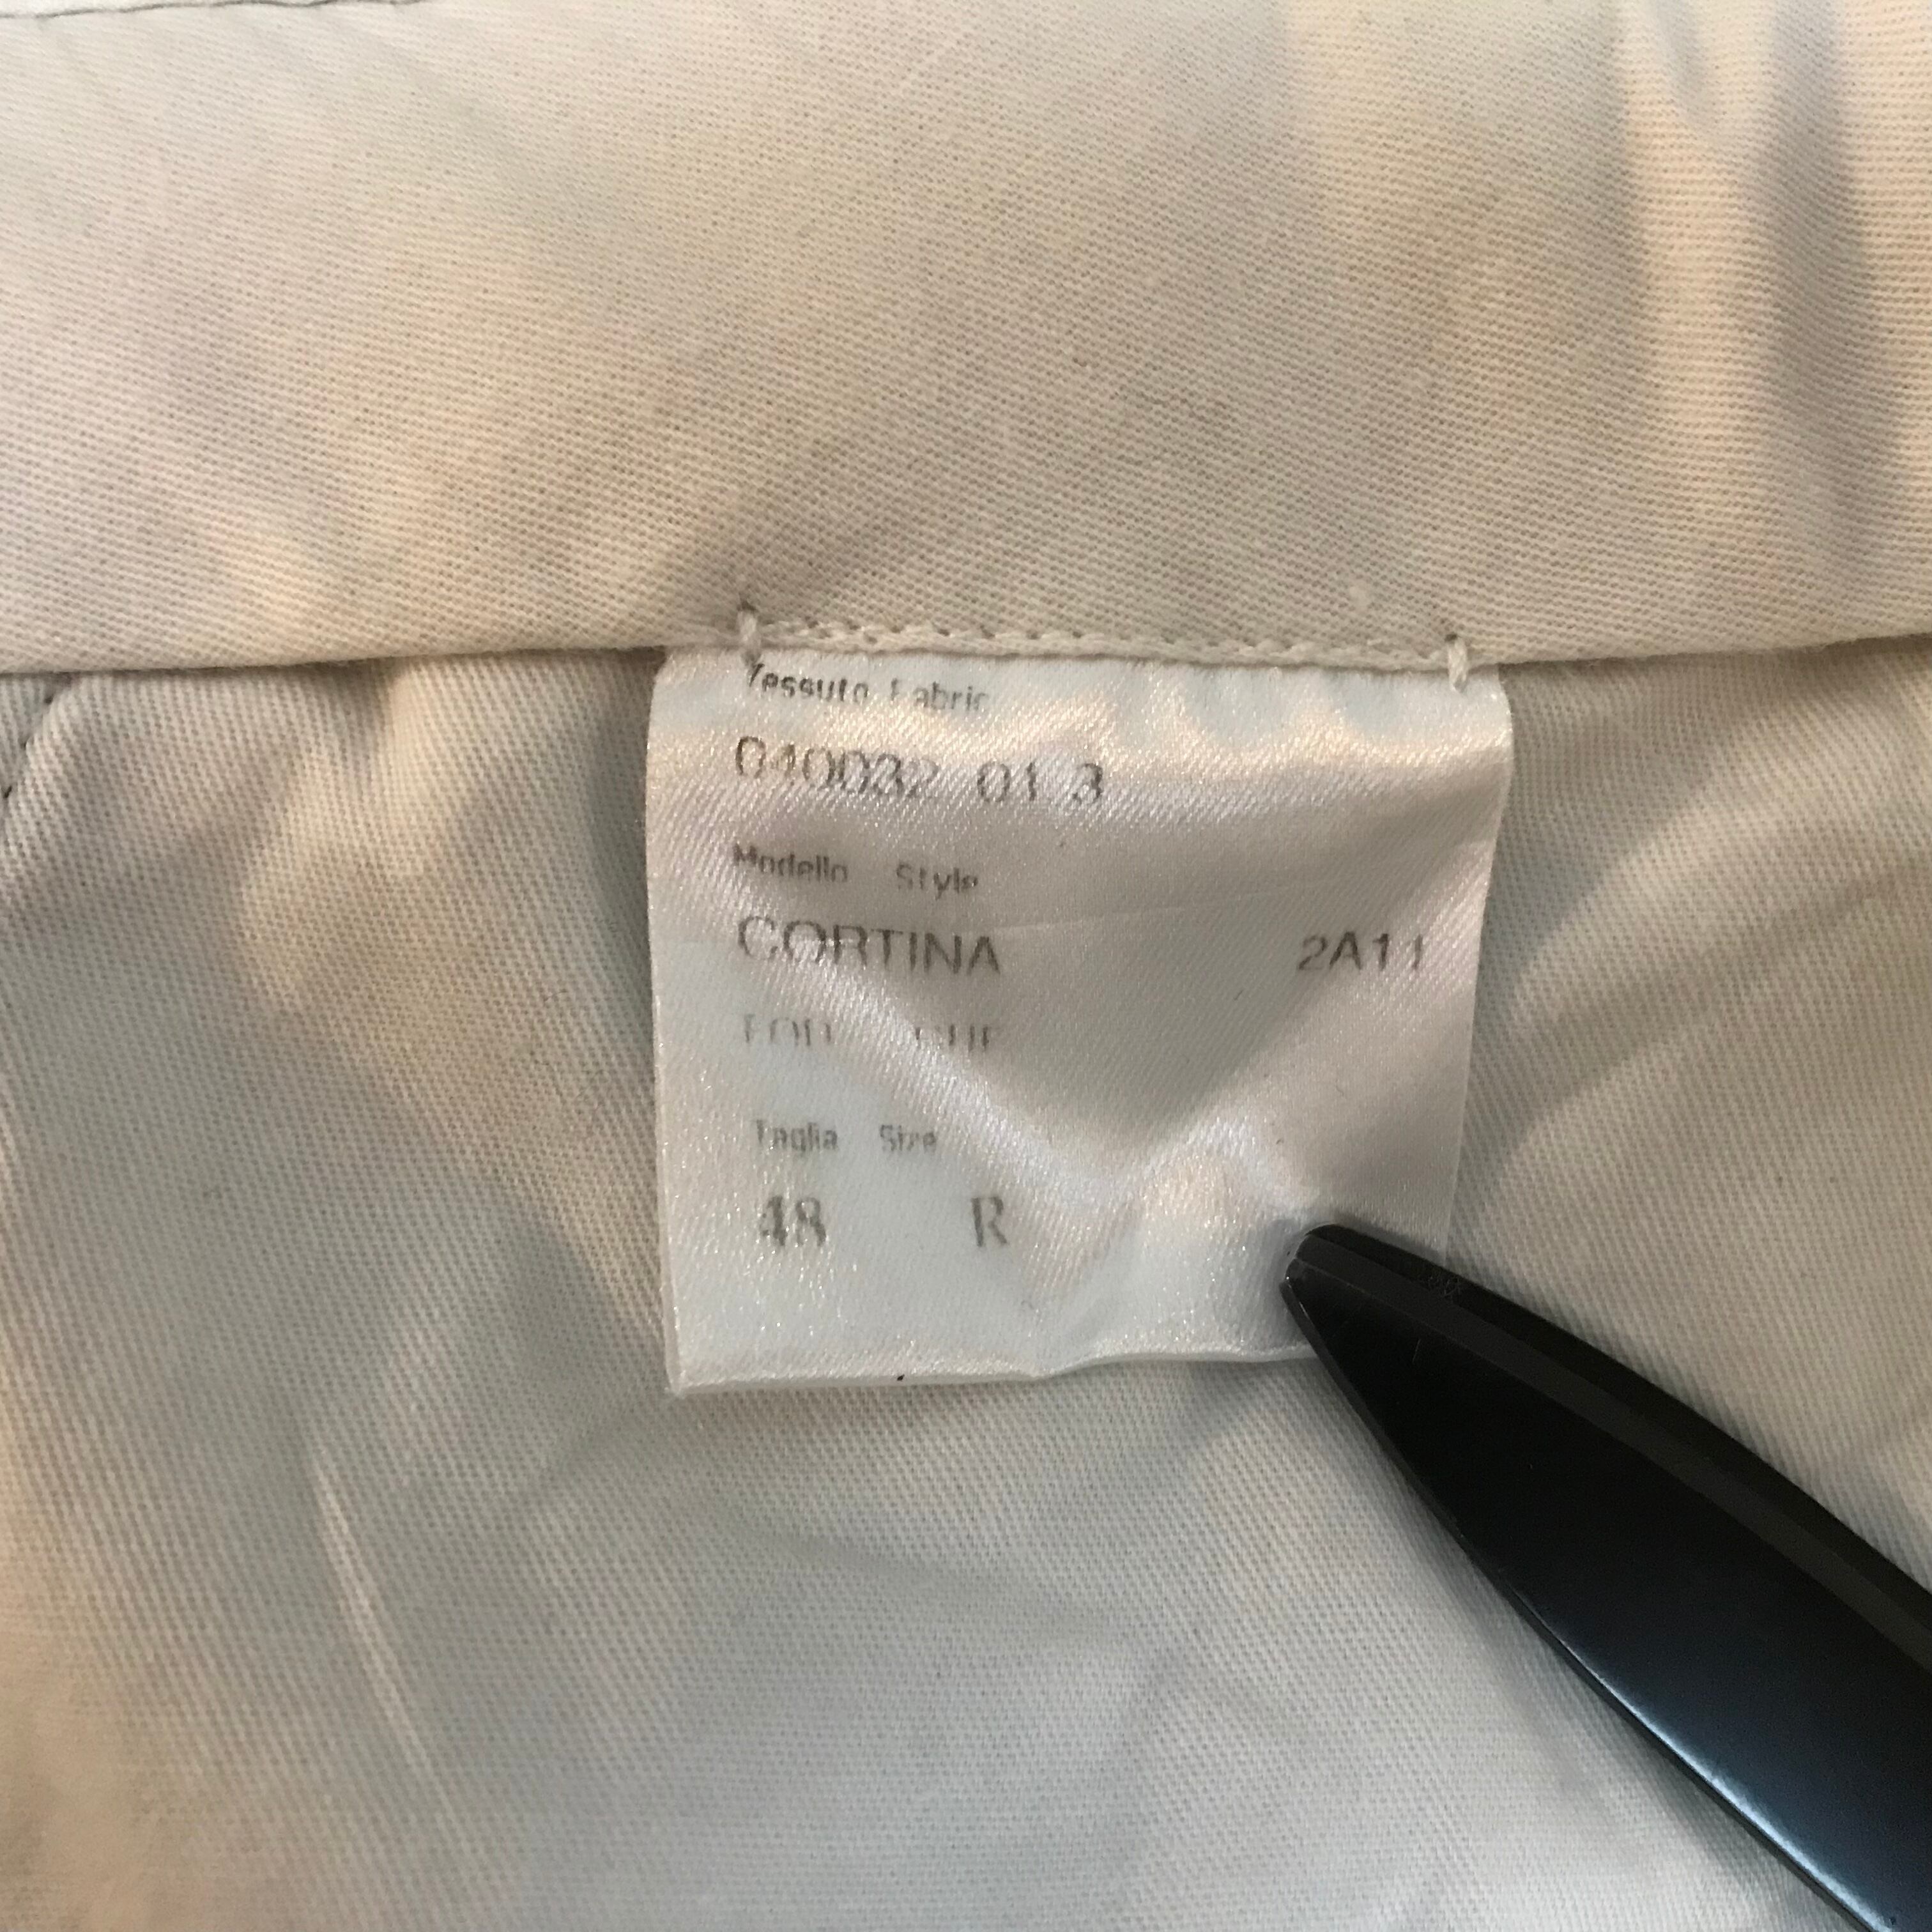 Tessuto Fabric
040032 01 3
Modello Style
CORTINA 2A11
Taglia Size
48 R